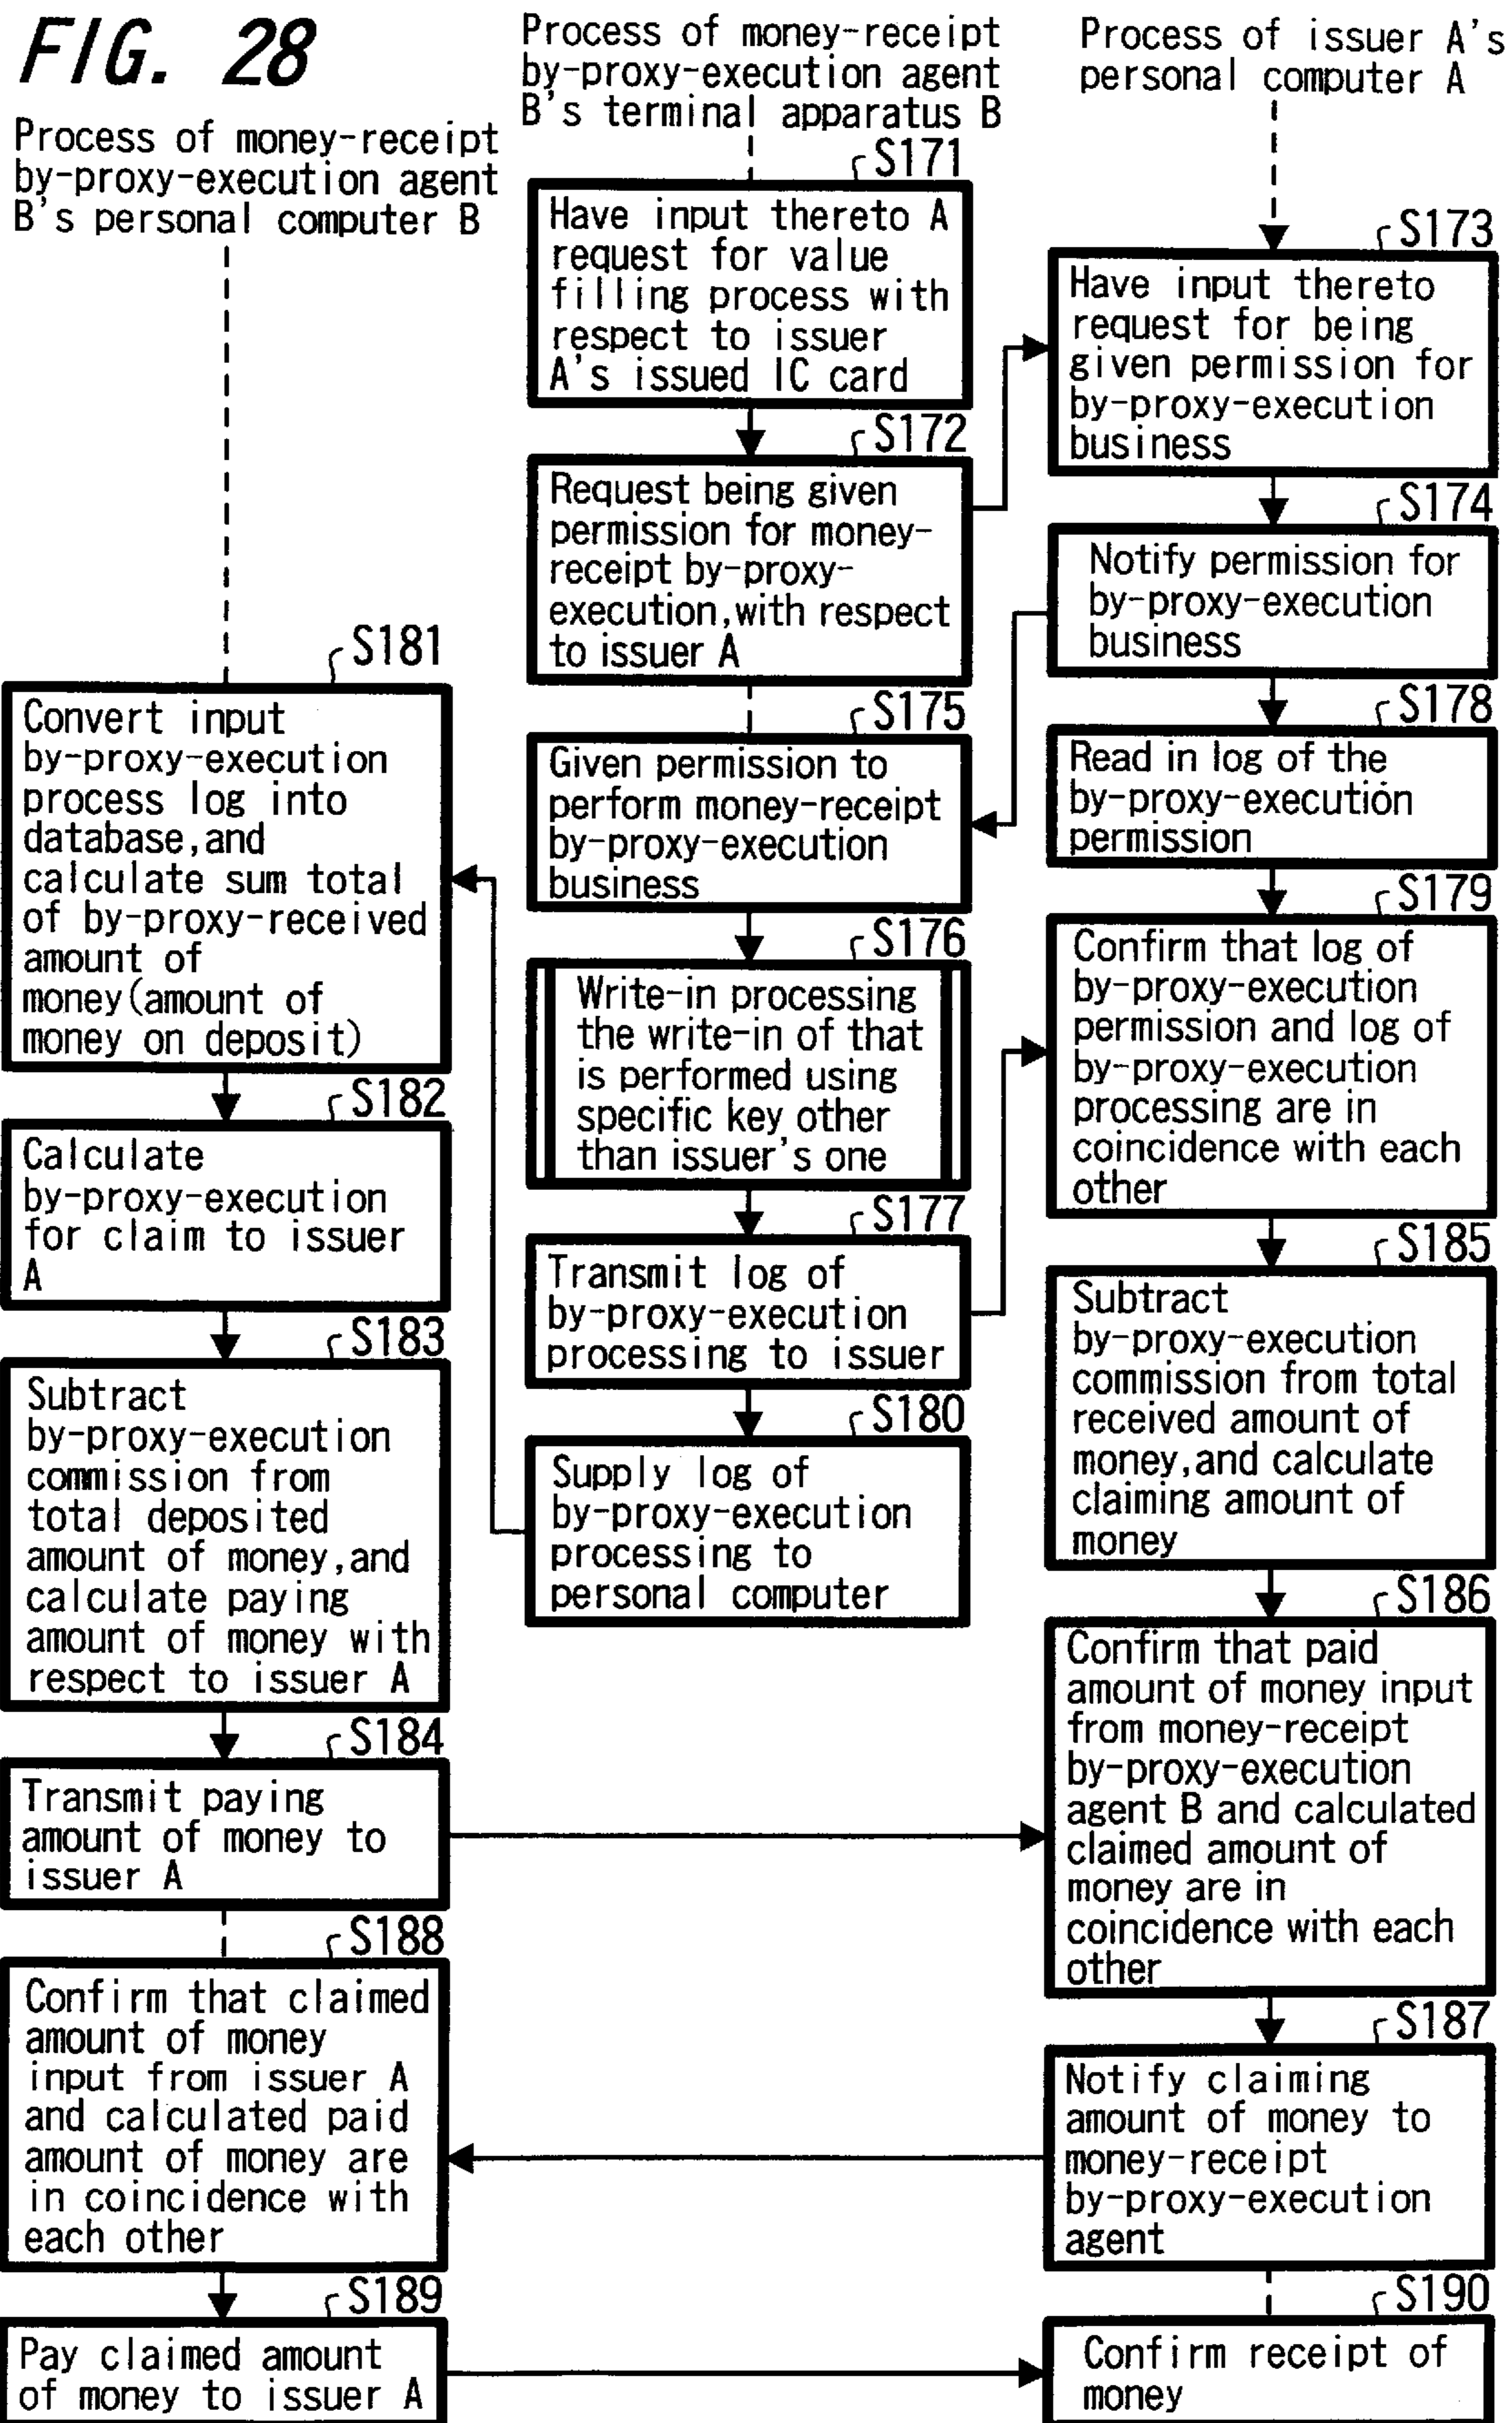 FIG. 28
Process of money-receipt
by-proxy-execution agent
B's personal computer B
S181
Convert input
by-proxy-execution
process log into
database,and
calculate sum total
of by-proxy-received
amount of
money(amount of
money on deposit)
S182
Calculate
by-proxy-execution
for claim to issuer
A
S183
Subtract
by-proxy-execution
commission from
total deposited
amount of money,and
calculate paying
amount of money with
respect to issuer A
S184
Transmit paying
amount of money to
issuer A
S188
Confirm that claimed
amount of money
input from issuer A
and calculated paid
amount of money are
in coincidence with
each other
S189
Pay claimed amount
of money to issuer A
Process of money-receipt
by-proxy-execution agent
B's terminal apparatus B
S171
Have input thereto A
request for value
filling process with
respect to issuer
A's issued IC card
S172
Request being given
permission for money-
receipt by-proxy-
execution,with respect
to issuer A
S175
Given permission to
perform money-receipt
by-proxy-execution
business
S176
Write-in processing
the write-in of that
is performed using
specific key other
than issuer's one
S177
Transmit log of
by-proxy-execution
processing to issuer
S180
Supply log of
by-proxy-execution
processing to
personal computer
Process of issuer A's
personal computer A
S173
Have input thereto
request for being
given permission for
by-proxy-execution
business
S174
Notify permission for
by-proxy-execution
business
S178
Read in log of the
by-proxy-execution
permission
S179
Confirm that log of
by-proxy-execution
permission and log of
by-proxy-execution
processing are in
coincidence with each
other
S185
Subtract
by-proxy-execution
commission from total
received amount of
money,and calculate
claiming amount of
money
S186
Confirm that paid
amount of money input
from money-receipt
by-proxy-execution
agent B and calculated
claimed amount of
money are in
coincidence with each
other
S187
Notify claiming
amount of money to
money-receipt
by-proxy-execution
agent
S190
Confirm receipt of
money